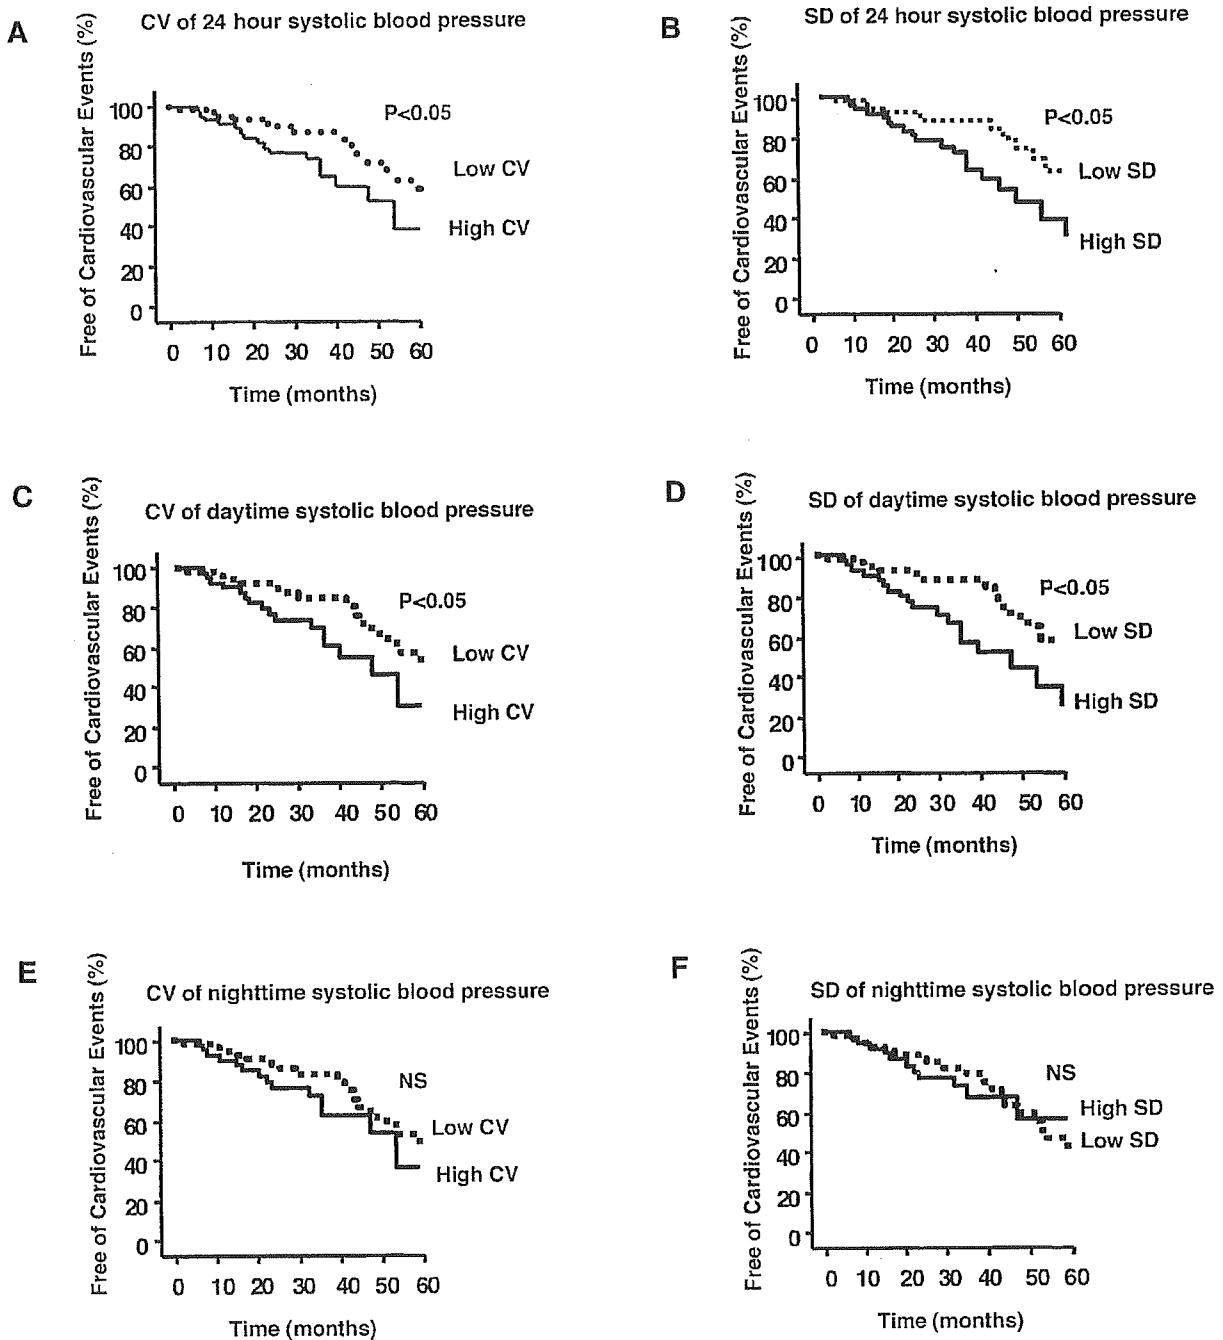 A
CV of 24 hour systolic blood pressure
Free of Cardiovascular Events (%)
100
80
60
40
20
0
P<0.05
Low CV
High CV
0 10 20 30 40 50 60
Time (months)
B
SD of 24 hour systolic blood pressure
Free of Cardiovascular Events (%)
100
80
60
40
20
0
P<0.05
Low SD
High SD
0 10 20 30 40 50 60
Time (months)
C
CV of daytime systolic blood pressure
Free of Cardiovascular Events (%)
100
80
60
40
20
0
P<0.05
Low CV
High CV
0 10 20 30 40 50 60
Time (months)
D
SD of daytime systolic blood pressure
Free of Cardiovascular Events (%)
100
80
60
40
20
0
P<0.05
Low SD
High SD
0 10 20 30 40 50 60
Time (months)
E
CV of nighttime systolic blood pressure
Free of Cardiovascular Events (%)
100
80
60
40
20
0
NS
Low CV
High CV
0 10 20 30 40 50 60
Time (months)
F
SD of nighttime systolic blood pressure
Free of Cardiovascular Events (%)
100
80
60
40
20
0
NS
High SD
Low SD
0 10 20 30 40 50 60
Time (months)